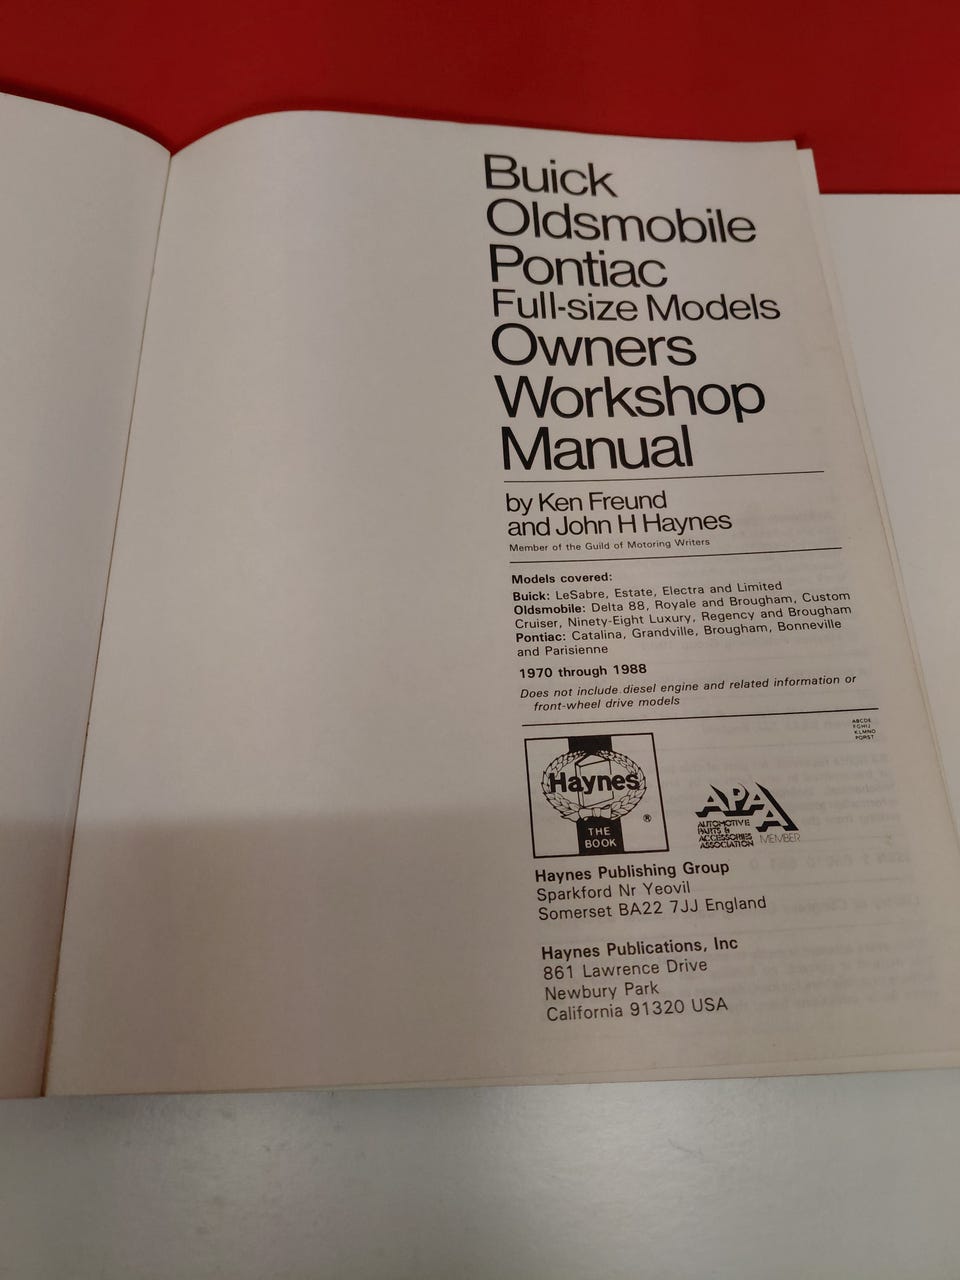 Buick
Oldsmobile
Pontiac
Full-size Models
Owners
Workshop
Manual
by Ken Freund
and John H Haynes
Member of the Guild of Motoring Writers
Models covered:
Buick: LeSabre, Estate, Electra and Limited
Oldsmobile: Delta 88, Royale and Brougham, Custom
Cruiser, Ninety-Eight Luxury, Regency and Brougham
Pontiac: Catalina, Grandville, Brougham, Bonneville
and Parisienne
1970 through 1988
Does not include diesel engine and related information or
front-wheel drive models
ABCDE
FGHIJ
KLMNO
PQRST
Haynes
®
THE
BOOK
APAA
AUTOMOTIVE
PARTS &
ACCESSORIES
ASSOCIATION MEMBER
Haynes Publishing Group
Sparkford Nr Yeovil
Somerset BA22 7JJ England
Haynes Publications, Inc
861 Lawrence Drive
Newbury Park
California 91320 USA